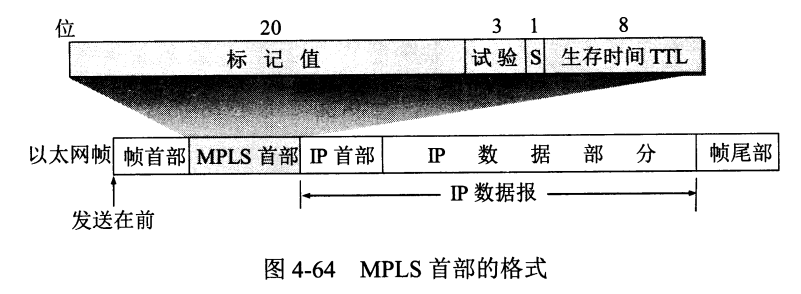 位 20 3 1 8
标 记 值 试 验 S 生存时间 TTL
以太网帧 帧首部 MPLS 首部 IP 首部 IP 数 据 部 分 帧尾部
发送在前 IP 数据报
图 4-64 MPLS 首部的格式